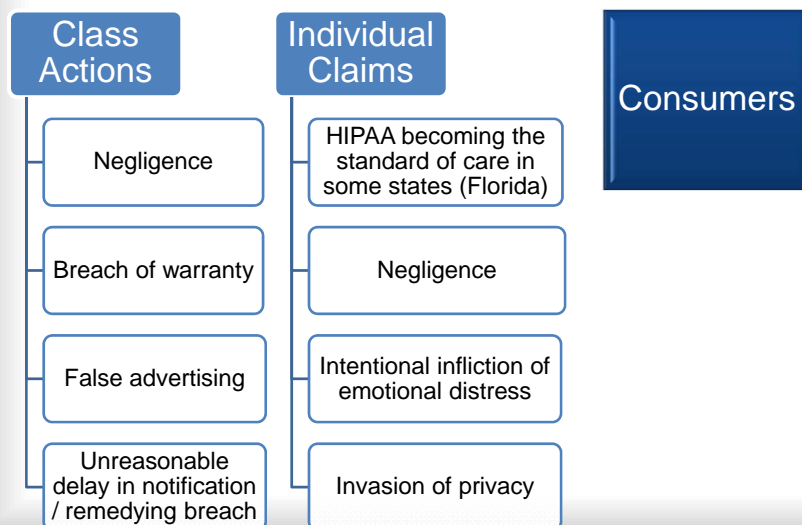 Class
Actions
Negligence
Breach of warranty
False advertising
Unreasonable
delay in notification
/ remedying breach
Individual
Claims
HIPAA becoming the
standard of care in
some states (Florida)
Negligence
Intentional infliction of
emotional distress
Invasion of privacy
Consumers